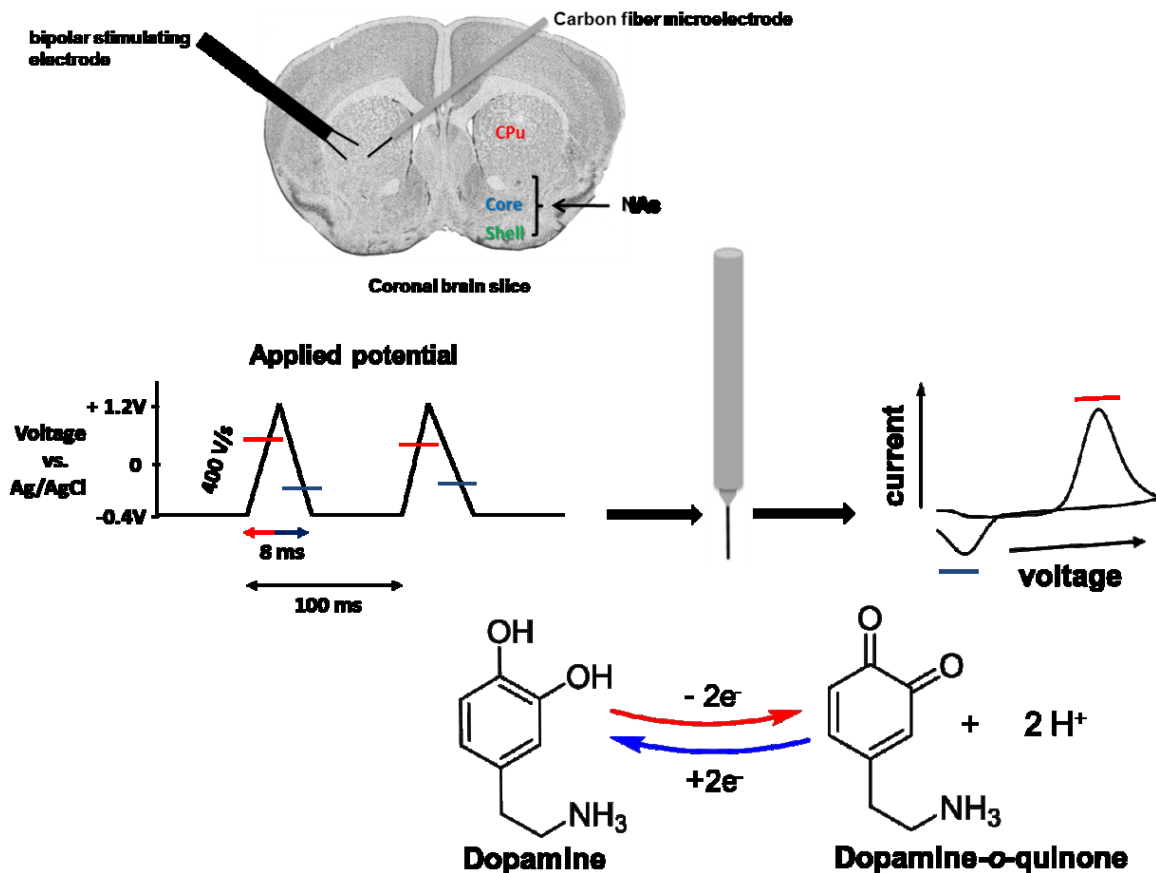 Carbon fiber microelectrode
bipolar stimulating
electrode
CPu
Core
NAc
Shell
Coronal brain slice
Applied potential
+ 1.2V
Voltage
vs.
Ag/AgCl
0
-0.4V
400 V/s
8 ms
100 ms
current
voltage
OH
OH
NH₃
Dopamine
- 2e⁻
+2e⁻
O
O
+ 2 H⁺
NH₃
Dopamine-o-quinone